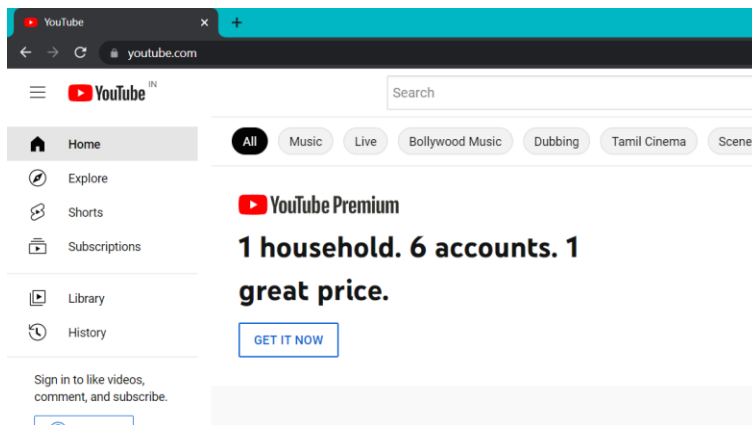 YouTube
youtube.com
YouTube IN
Search
Home
Explore
Shorts
Subscriptions
Library
History
Sign in to like videos,
comment, and subscribe.
All Music Live Bollywood Music Dubbing Tamil Cinema Scene
YouTube Premium
1 household. 6 accounts. 1
great price.
GET IT NOW